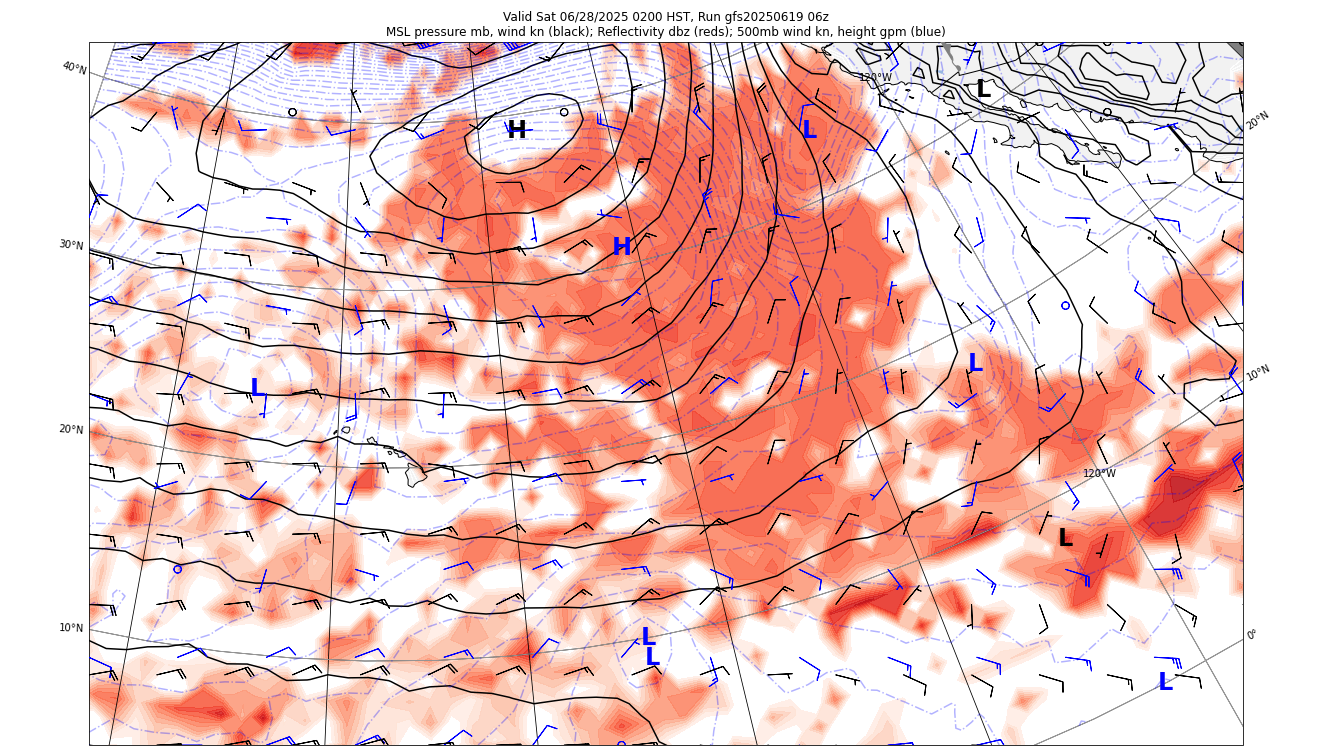 Valid Sat 06/28/2025 0200 HST, Run gfs20250619 06z
MSL pressure mb, wind kn (black); Reflectivity dbz (reds); 500mb wind kn, height gpm (blue)
40°N
120°W
L
20°N
H
L
30°N
H
10°N
L
L
20°N
120°W
L
10°N
L
0°
L
L